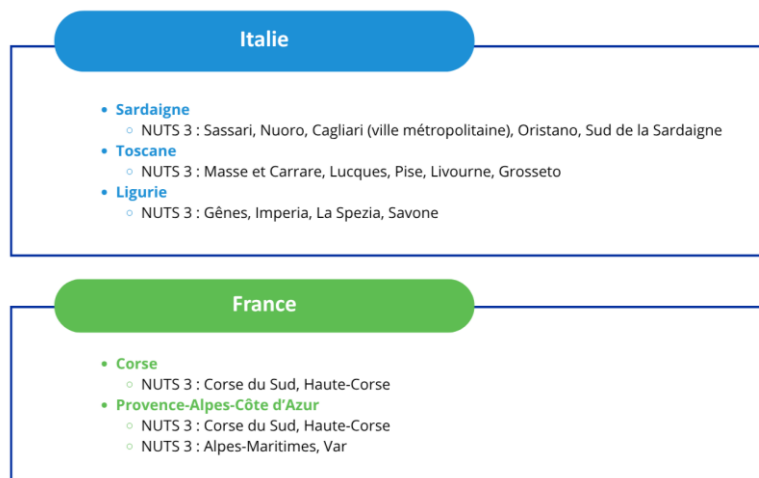 Italie
Sardaigne
NUTS 3 : Sassari, Nuoro, Cagliari (ville métropolitaine), Oristano, Sud de la Sardaigne
Toscane
NUTS 3 : Masse et Carrare, Lucques, Pise, Livourne, Grosseto
Ligurie
NUTS 3 : Gênes, Imperia, La Spezia, Savone
France
Corse
NUTS 3 : Corse du Sud, Haute-Corse
Provence-Alpes-Côte d'Azur
NUTS 3 : Corse du Sud, Haute-Corse
NUTS 3 : Alpes-Maritimes, Var